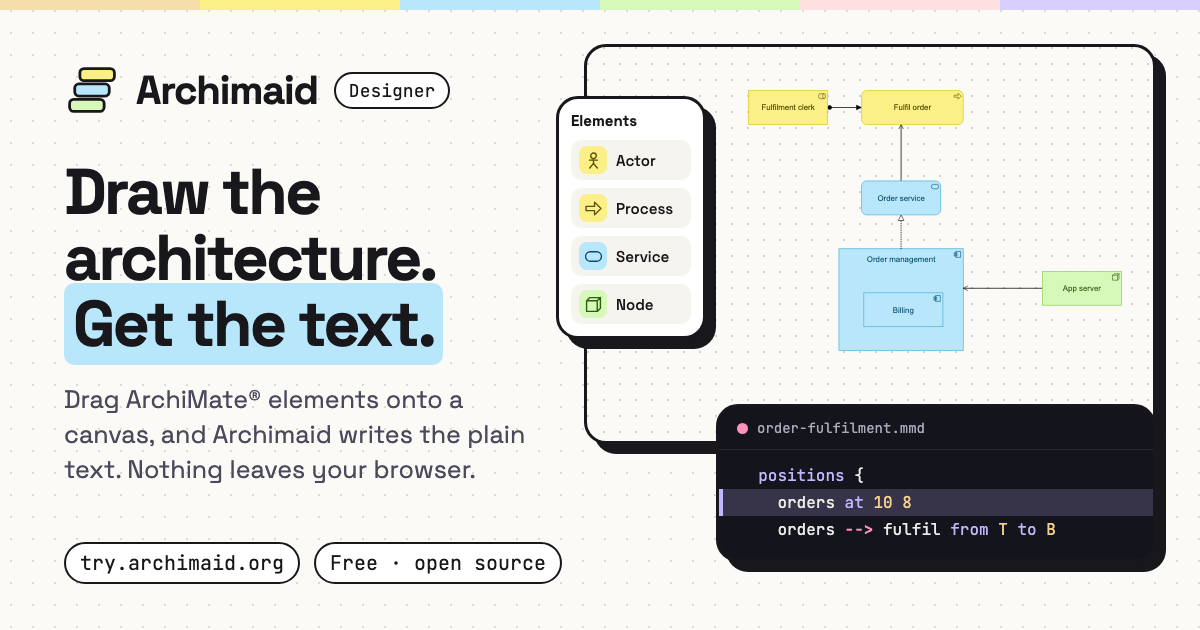 Archimaid
Designer
Draw the
architecture.
Get the text.
Drag ArchiMate® elements onto a
canvas, and Archimaid writes the plain
text. Nothing leaves your browser.
try.archimaid.org
Free · open source
Elements
Actor
Process
Service
Node
Fulfilment clerk
Fulfil order
Order service
Order management
Billing
App server
order-fulfilment.mmd
positions {
orders at 10 8
orders --> fulfil from T to B